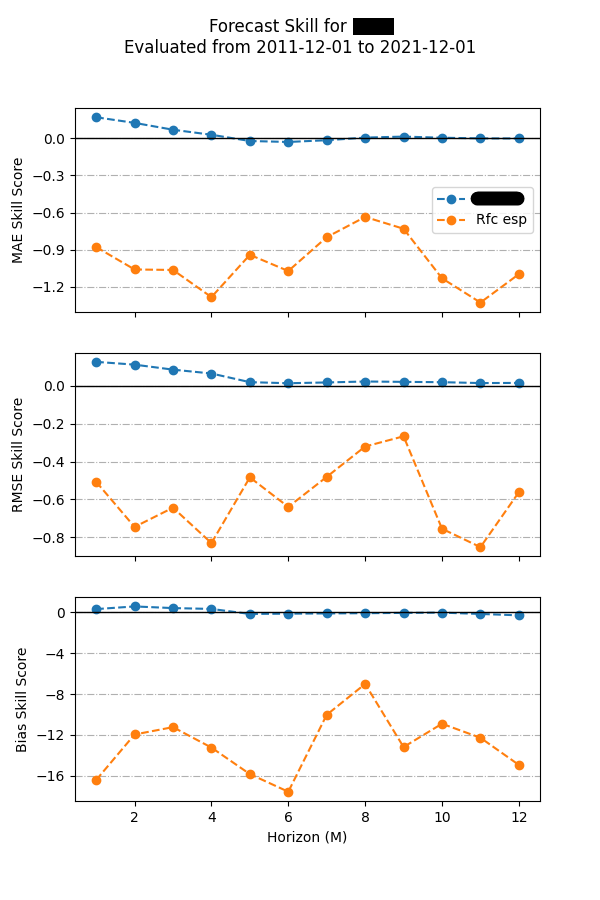 Forecast Skill for
Evaluated from 2011-12-01 to 2021-12-01
MAE Skill Score
0.0
−0.3
−0.6
−0.9
−1.2
Rfc esp
RMSE Skill Score
0.0
−0.2
−0.4
−0.6
−0.8
Bias Skill Score
0
−4
−8
−12
−16
2 4 6 8 10 12
Horizon (M)